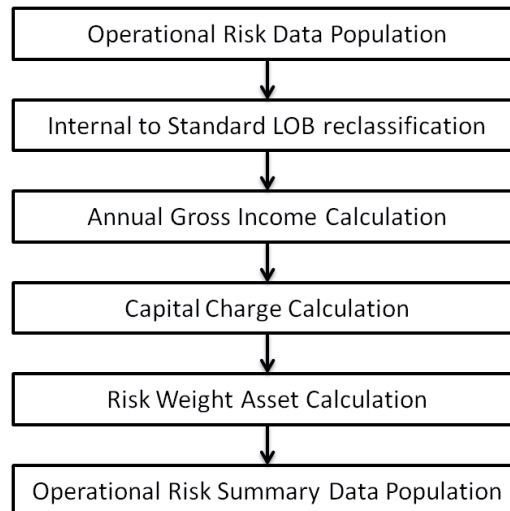 Operational Risk Data Population
Internal to Standard LOB reclassification
Annual Gross Income Calculation
Capital Charge Calculation
Risk Weight Asset Calculation
Operational Risk Summary Data Population